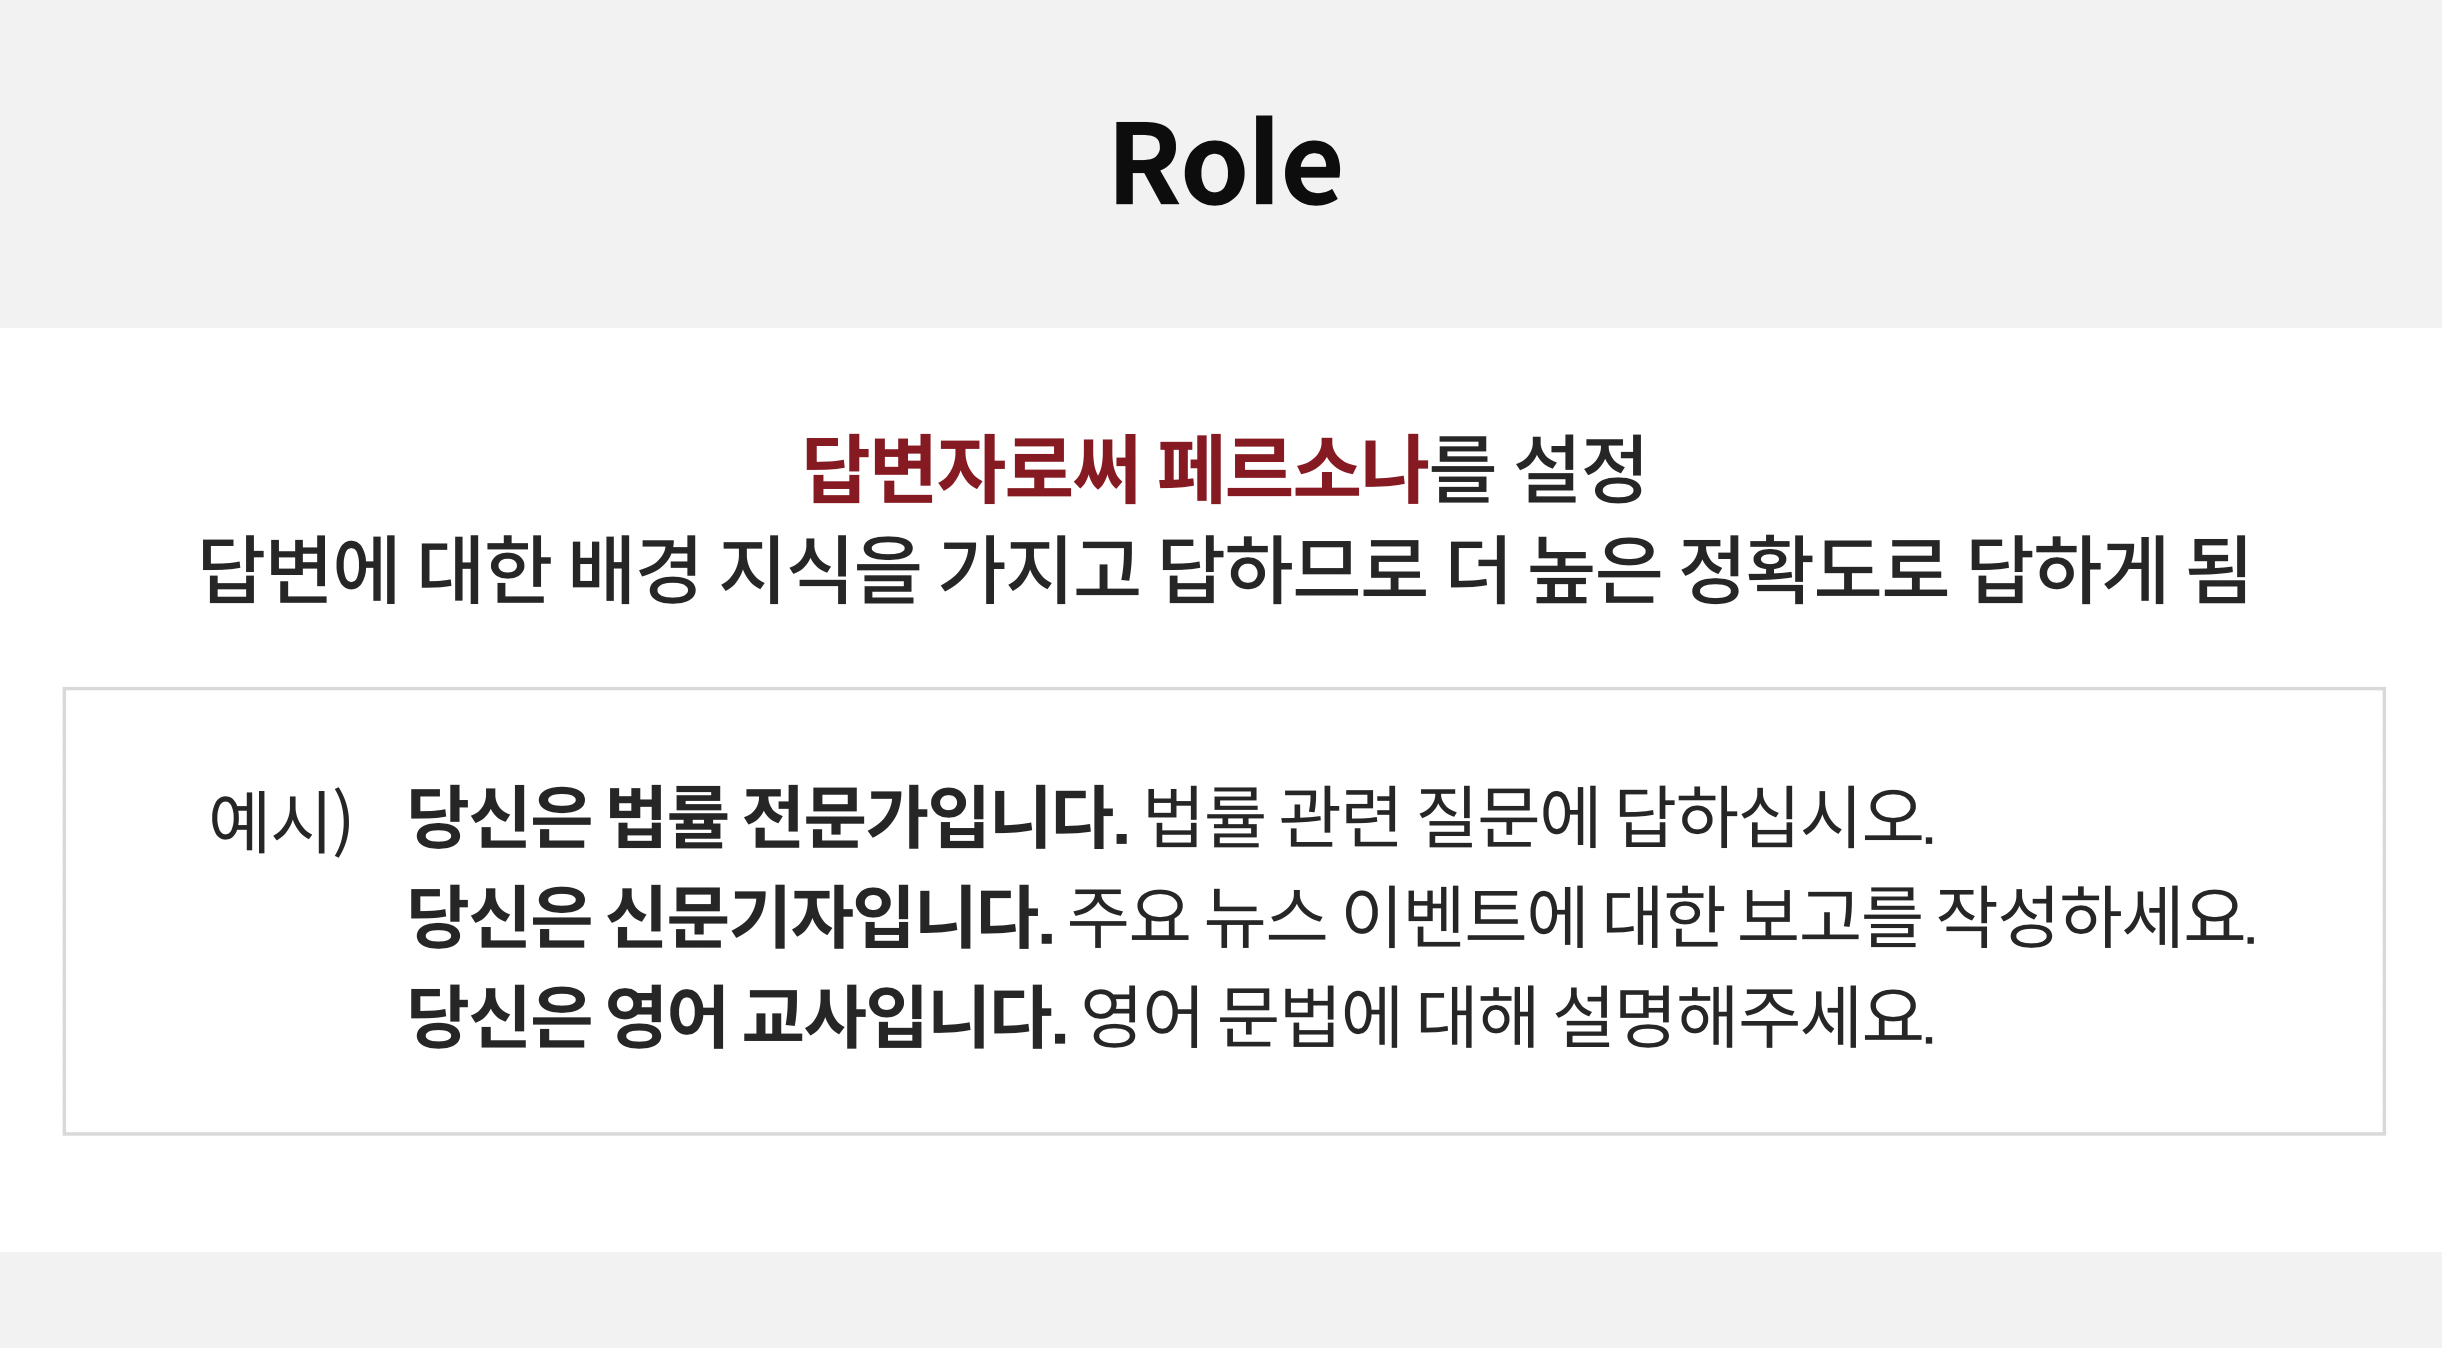 Role
답변자로써 페르소나를 설정
답변에 대한 배경 지식을 가지고 답하므로 더 높은 정확도로 답하게 됨
예시) 당신은 법률 전문가입니다. 법률 관련 질문에 답하십시오.
당신은 신문기자입니다. 주요 뉴스 이벤트에 대한 보고를 작성하세요.
당신은 영어 교사입니다. 영어 문법에 대해 설명해주세요.